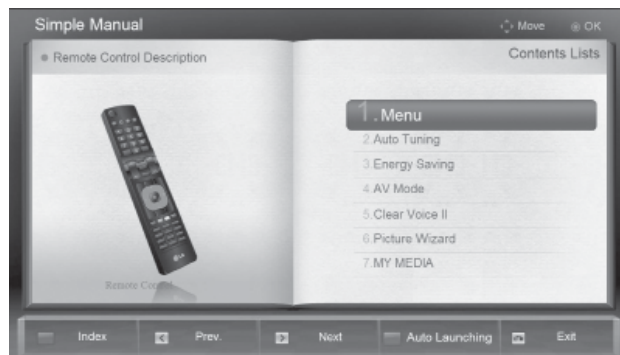 Simple Manual
Move
OK
Remote Control Description
Contents Lists
1.Menu
2.Auto Tuning
3.Energy Saving
4.AV Mode
5.Clear Voice II
6.Picture Wizard
7.MY MEDIA
LG
Remote Control
Index
Prev.
Next
Auto Launching
Exit